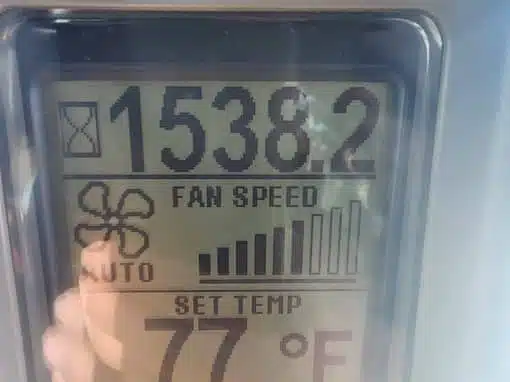 1538.2
FAN SPEED
AUTO
SET TEMP
77 °F